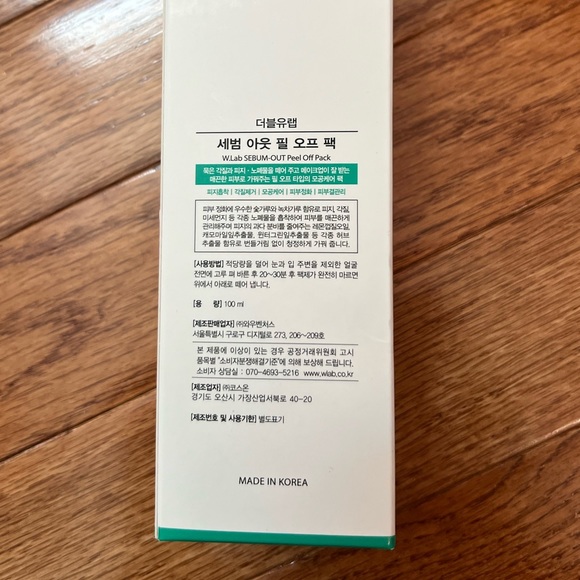 더블유랩
세범 아웃 필 오프 팩
W.Lab SEBUM-OUT Peel Off Pack
묵은 각질과 피지·노폐물을 떼어 주고 메이크업이 잘 받는
매끈한 피부로 가꿔주는 필 오프 타입의 모공케어 팩
피지흡착 | 각질제거 | 모공케어 | 피부정화 | 피부결관리
피부 정화에 우수한 숯가루와 녹차가루 함유로 피지, 각질,
미세먼지 등 각종 노폐물을 흡착하여 피부를 매끈하게
관리해주며 피지의 과다 분비를 줄여주는 레몬껍질오일,
캐모마일잎추출물, 윈터그린잎추출물 등 각종 허브
추출물 함유로 번들거림 없이 청정하게 가꿔 줍니다.
[사용방법] 적당량을 덜어 눈과 입 주변을 제외한 얼굴
전면에 고루 펴 바른 후 20~30분 후 팩제가 완전히 마르면
위에서 아래로 떼어 냅니다.
[용 량] 100 ml
[제조판매업자] ㈜와우벤처스
서울특별시 구로구 디지털로 273, 206~209호
본 제품에 이상이 있는 경우 공정거래위원회 고시
품목별 "소비자분쟁해결기준"에 의해 보상해 드립니다.
소비자 상담실 : 070-4693-5216 www.wlab.co.kr
[제조업자] ㈜코스온
경기도 오산시 가장산업서북로 40-20
[제조번호 및 사용기한] 별도표기
MADE IN KOREA